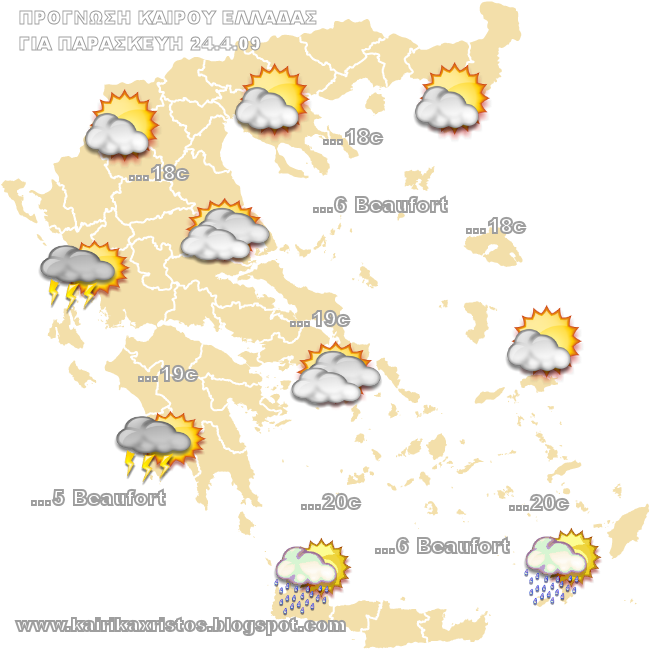 ΠΡΟΓΝΩΣΗ ΚΑΙΡΟΥ ΕΛΛΑΔΑΣ
ΓΙΑ ΠΑΡΑΣΚΕΥΗ 24.4.09
...18c
...18c
...6 Beaufort
...18c
...19c
...19c
...5 Beaufort
...20c
...20c
...6 Beaufort
www.kairikaxristos.blogspot.com